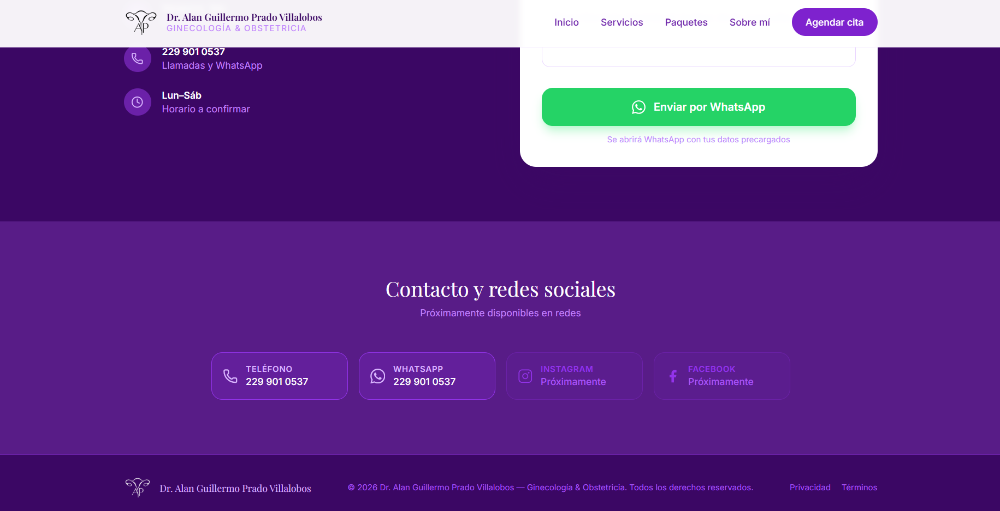 Dr. Alan Guillermo Prado Villalobos
GINECOLOGÍA & OBSTETRICIA
AP
Inicio
Servicios
Paquetes
Sobre mí
Agendar cita
229 901 0537
Llamadas y WhatsApp
Lun–Sáb
Horario a confirmar
Enviar por WhatsApp
Se abrirá WhatsApp con tus datos precargados
Contacto y redes sociales
Próximamente disponibles en redes
TELÉFONO
229 901 0537
WHATSAPP
229 901 0537
INSTAGRAM
Próximamente
FACEBOOK
Próximamente
AP
Dr. Alan Guillermo Prado Villalobos
© 2026 Dr. Alan Guillermo Prado Villalobos — Ginecología & Obstetricia. Todos los derechos reservados.
Privacidad
Términos